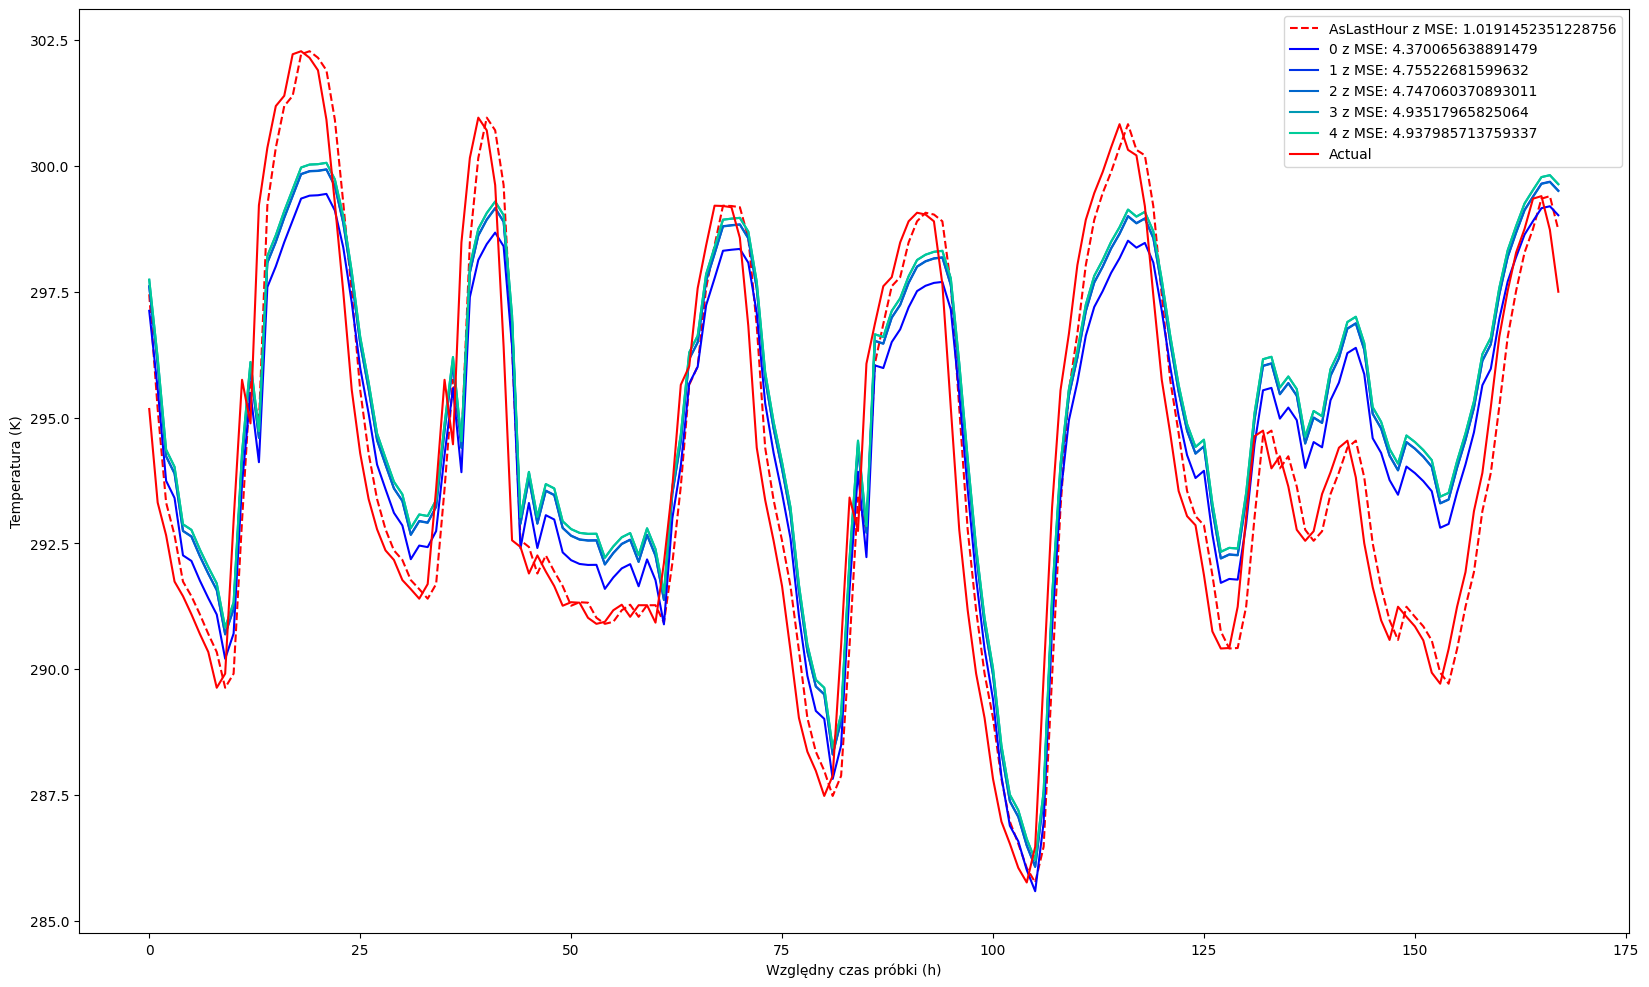 302.5
300.0
297.5
295.0
292.5
290.0
287.5
285.0
Temperatura (K)
AsLastHour z MSE: 1.0191452351228756
0 z MSE: 4.370065638891479
1 z MSE: 4.75522681599632
2 z MSE: 4.747060370893011
3 z MSE: 4.93517965825064
4 z MSE: 4.937985713759337
Actual
0 25 50 75 100 125 150 175
Względny czas próbki (h)